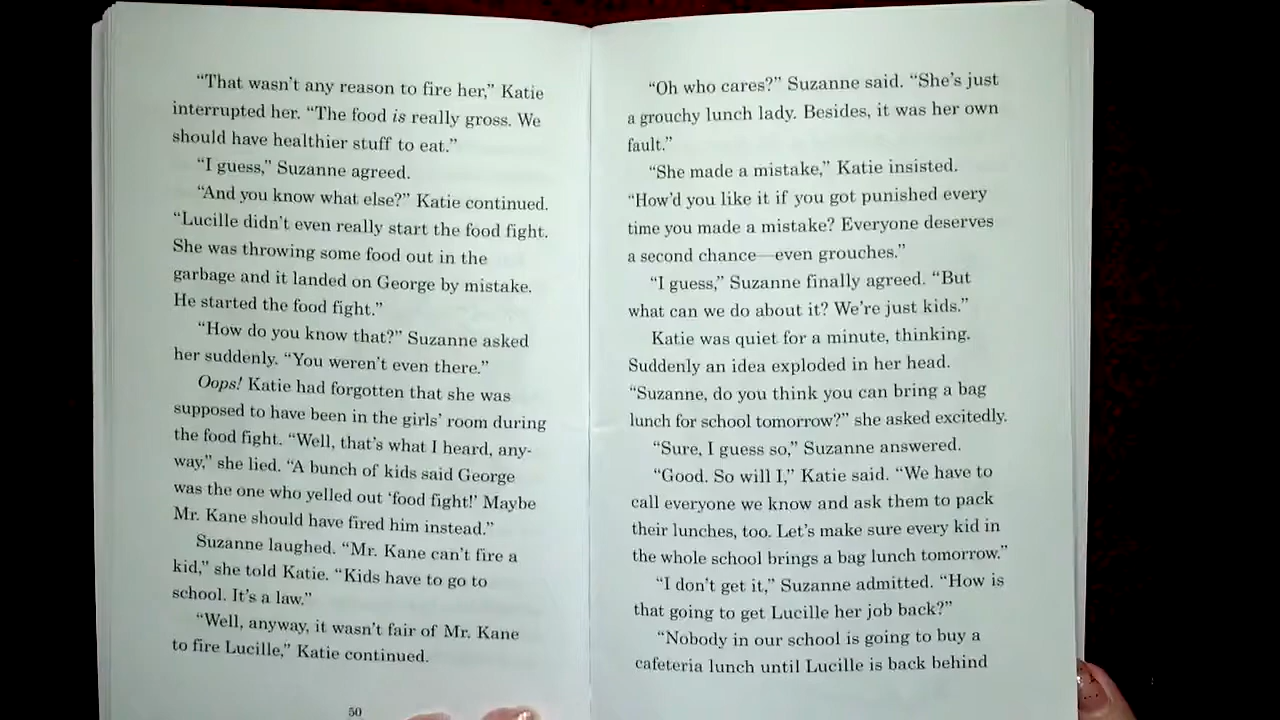 “That wasn’t any reason to fire her,” Katie
interrupted her. “The food is really gross. We
should have healthier stuff to eat.”
“I guess,” Suzanne agreed.
“And you know what else?” Katie continued.
“Lucille didn’t even really start the food fight.
She was throwing some food out in the
garbage and it landed on George by mistake.
He started the food fight.”
“How do you know that?” Suzanne asked
her suddenly. “You weren’t even there.”
Oops! Katie had forgotten that she was
supposed to have been in the girls’ room during
the food fight. “Well, that’s what I heard, any-
way,” she lied. “A bunch of kids said George
was the one who yelled out ‘food fight!’ Maybe
Mr. Kane should have fired him instead.”
Suzanne laughed. “Mr. Kane can’t fire a
kid,” she told Katie. “Kids have to go to
school. It’s a law.”
“Well, anyway, it wasn’t fair of Mr. Kane
to fire Lucille,” Katie continued.
50
“Oh who cares?” Suzanne said. “She’s just
a grouchy lunch lady. Besides, it was her own
fault.”
“She made a mistake,” Katie insisted.
“How’d you like it if you got punished every
time you made a mistake? Everyone deserves
a second chance—even grouches.”
“I guess,” Suzanne finally agreed. “But
what can we do about it? We’re just kids.”
Katie was quiet for a minute, thinking.
Suddenly an idea exploded in her head.
“Suzanne, do you think you can bring a bag
lunch for school tomorrow?” she asked excitedly.
“Sure, I guess so,” Suzanne answered.
“Good. So will I,” Katie said. “We have to
call everyone we know and ask them to pack
their lunches, too. Let’s make sure every kid in
the whole school brings a bag lunch tomorrow.”
“I don’t get it,” Suzanne admitted. “How is
that going to get Lucille her job back?”
“Nobody in our school is going to buy a
cafeteria lunch until Lucille is back behind